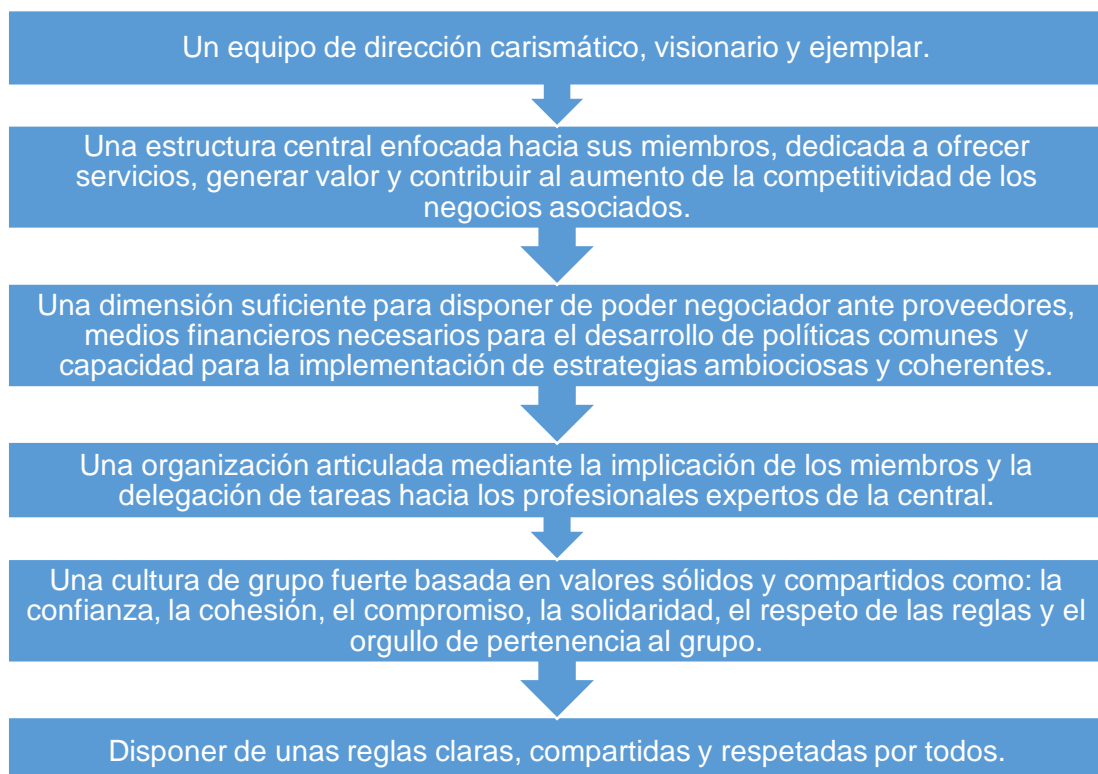 Un equipo de dirección carismático, visionario y ejemplar.
Una estructura central enfocada hacia sus miembros, dedicada a ofrecer
servicios, generar valor y contribuir al aumento de la competitividad de los
negocios asociados.
Una dimensión suficiente para disponer de poder negociador ante proveedores,
medios financieros necesarios para el desarrollo de políticas comunes y
capacidad para la implementación de estrategias ambiociosas y coherentes.
Una organización articulada mediante la implicación de los miembros y la
delegación de tareas hacia los profesionales expertos de la central.
Una cultura de grupo fuerte basada en valores sólidos y compartidos como: la
confianza, la cohesión, el compromiso, la solidaridad, el respeto de las reglas y el
orgullo de pertenencia al grupo.
Disponer de unas reglas claras, compartidas y respetadas por todos.